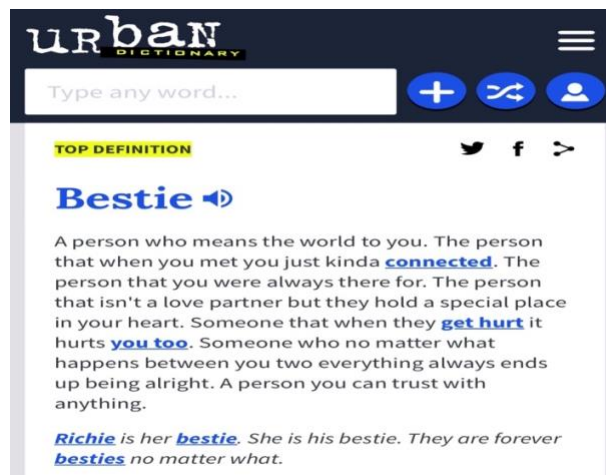 URBAN
DICTIONARY
Type any word...
TOP DEFINITION
Bestie
A person who means the world to you. The person
that when you met you just kinda connected. The
person that you were always there for. The person
that isn't a love partner but they hold a special place
in your heart. Someone that when they get hurt it
hurts you too. Someone who no matter what
happens between you two everything always ends
up being alright. A person you can trust with
anything.
Richie is her bestie. She is his bestie. They are forever
besties no matter what.